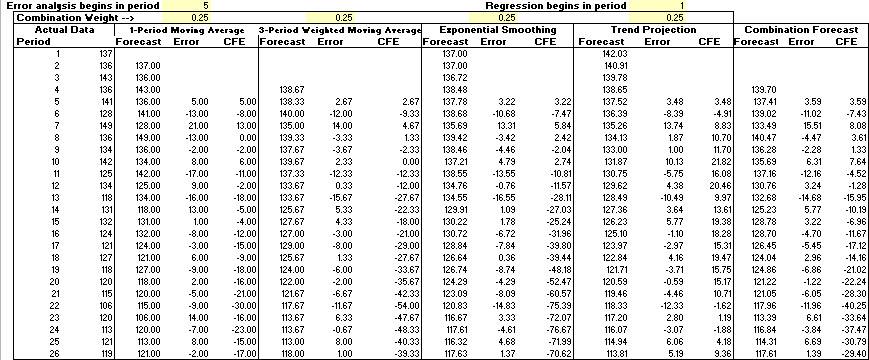 Error analysis begins in period 5 Regression begins in period 1
Combination Weight --> 0.25 0.25 0.25 0.25
Actual Data 1-Period Moving Average 3-Period Weighted Moving Average Exponential Smoothing Trend Projection Combination Forecast
Period Forecast Error CFE Forecast Error CFE Forecast Error CFE Forecast Error CFE Forecast Error CFE
1 137 137.00 142.03
2 136 137.00 137.00 140.91
3 143 136.00 136.72 139.78
4 136 143.00 138.67 138.48 138.65 139.70
5 141 136.00 5.00 5.00 138.33 2.67 2.67 137.78 3.22 3.22 137.52 3.48 3.48 137.41 3.59 3.59
6 128 141.00 -13.00 -8.00 140.00 -12.00 -9.33 138.68 -10.68 -7.47 136.39 -8.39 -4.91 139.02 -11.02 -7.43
7 149 128.00 21.00 13.00 135.00 14.00 4.67 135.69 13.31 5.84 135.26 13.74 8.83 133.49 15.51 8.08
8 136 149.00 -13.00 0.00 139.33 -3.33 1.33 139.42 -3.42 2.42 134.13 1.87 10.70 140.47 -4.47 3.61
9 134 136.00 -2.00 -2.00 137.67 -3.67 -2.33 138.46 -4.46 -2.04 133.00 1.00 11.70 136.28 -2.28 1.33
10 142 134.00 8.00 6.00 139.67 2.33 0.00 137.21 4.79 2.74 131.87 10.13 21.82 135.69 6.31 7.64
11 125 142.00 -17.00 -11.00 137.33 -12.33 -12.33 138.55 -13.55 -10.81 130.75 -5.75 16.08 137.16 -12.16 -4.52
12 134 125.00 9.00 -2.00 133.67 0.33 -12.00 134.76 -0.76 -11.57 129.62 4.38 20.46 130.76 3.24 -1.28
13 118 134.00 -16.00 -18.00 133.67 -15.67 -27.67 134.55 -16.55 -28.11 128.49 -10.49 9.97 132.68 -14.68 -15.95
14 131 118.00 13.00 -5.00 125.67 5.33 -22.33 129.91 1.09 -27.03 127.36 3.64 13.61 125.23 5.77 -10.19
15 132 131.00 1.00 -4.00 127.67 4.33 -18.00 130.22 1.78 -25.24 126.23 5.77 19.38 128.78 3.22 -6.96
16 124 132.00 -8.00 -12.00 127.00 -3.00 -21.00 130.72 -6.72 -31.96 125.10 -1.10 18.28 128.70 -4.70 -11.67
17 121 124.00 -3.00 -15.00 129.00 -8.00 -29.00 128.84 -7.84 -39.80 123.97 -2.97 15.31 126.45 -5.45 -17.12
18 127 121.00 6.00 -9.00 125.67 1.33 -27.67 126.64 0.36 -39.44 122.84 4.16 19.47 124.04 2.96 -14.16
19 118 127.00 -9.00 -18.00 124.00 -6.00 -33.67 126.74 -8.74 -48.18 121.71 -3.71 15.75 124.86 -6.86 -21.02
20 120 118.00 2.00 -16.00 122.00 -2.00 -35.67 124.29 -4.29 -52.47 120.59 -0.59 15.17 121.22 -1.22 -22.24
21 115 120.00 -5.00 -21.00 121.67 -6.67 -42.33 123.09 -8.09 -60.57 119.46 -4.46 10.71 121.05 -6.05 -28.30
22 106 115.00 -9.00 -30.00 117.67 -11.67 -54.00 120.83 -14.83 -75.39 118.33 -12.33 -1.62 117.96 -11.96 -40.25
23 120 106.00 14.00 -16.00 113.67 6.33 -47.67 116.67 3.33 -72.07 117.20 2.80 1.19 113.39 6.61 -33.64
24 113 120.00 -7.00 -23.00 113.67 -0.67 -48.33 117.61 -4.61 -76.67 116.07 -3.07 -1.88 116.84 -3.84 -37.47
25 121 113.00 8.00 -15.00 113.00 8.00 -40.33 116.32 4.68 -71.99 114.94 6.06 4.18 114.31 6.69 -30.79
26 119 121.00 -2.00 -17.00 118.00 1.00 -39.33 117.63 1.37 -70.62 113.81 5.19 9.36 117.61 1.39 -29.40